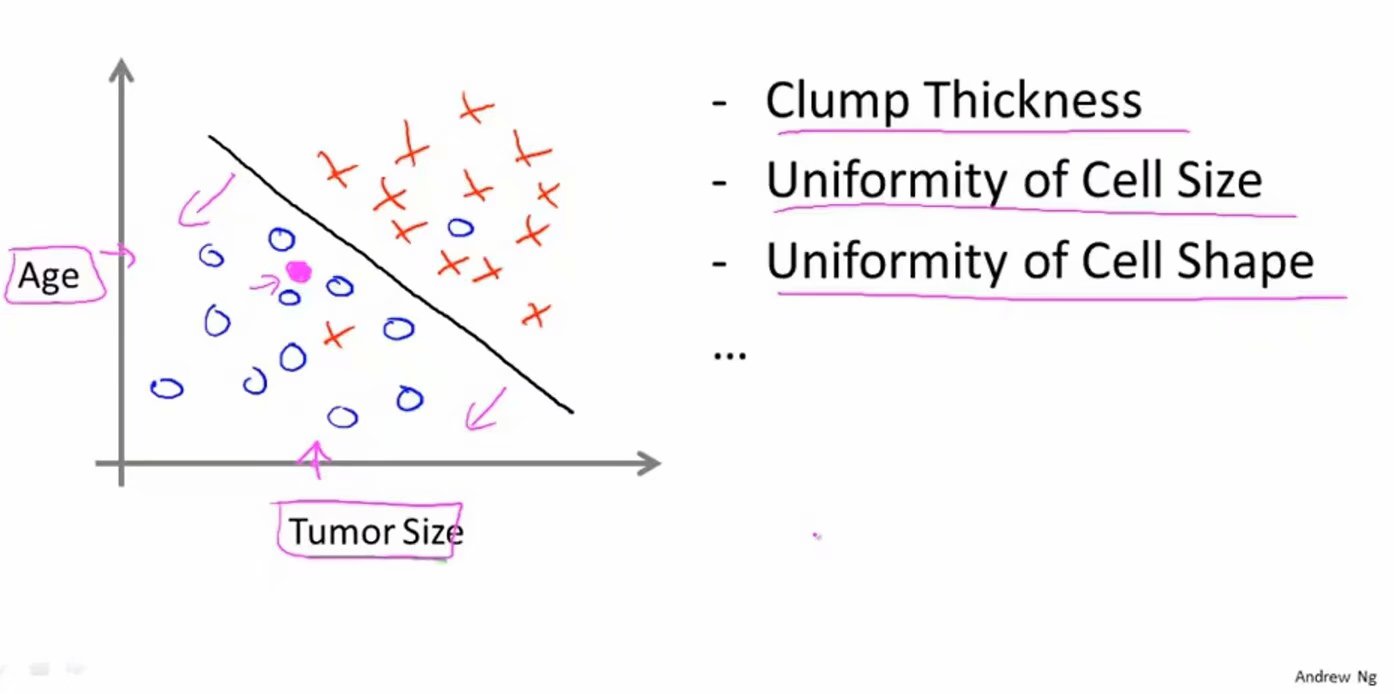 - Clump Thickness
- Uniformity of Cell Size
- Uniformity of Cell Shape
...
Age
Tumor Size
Andrew Ng